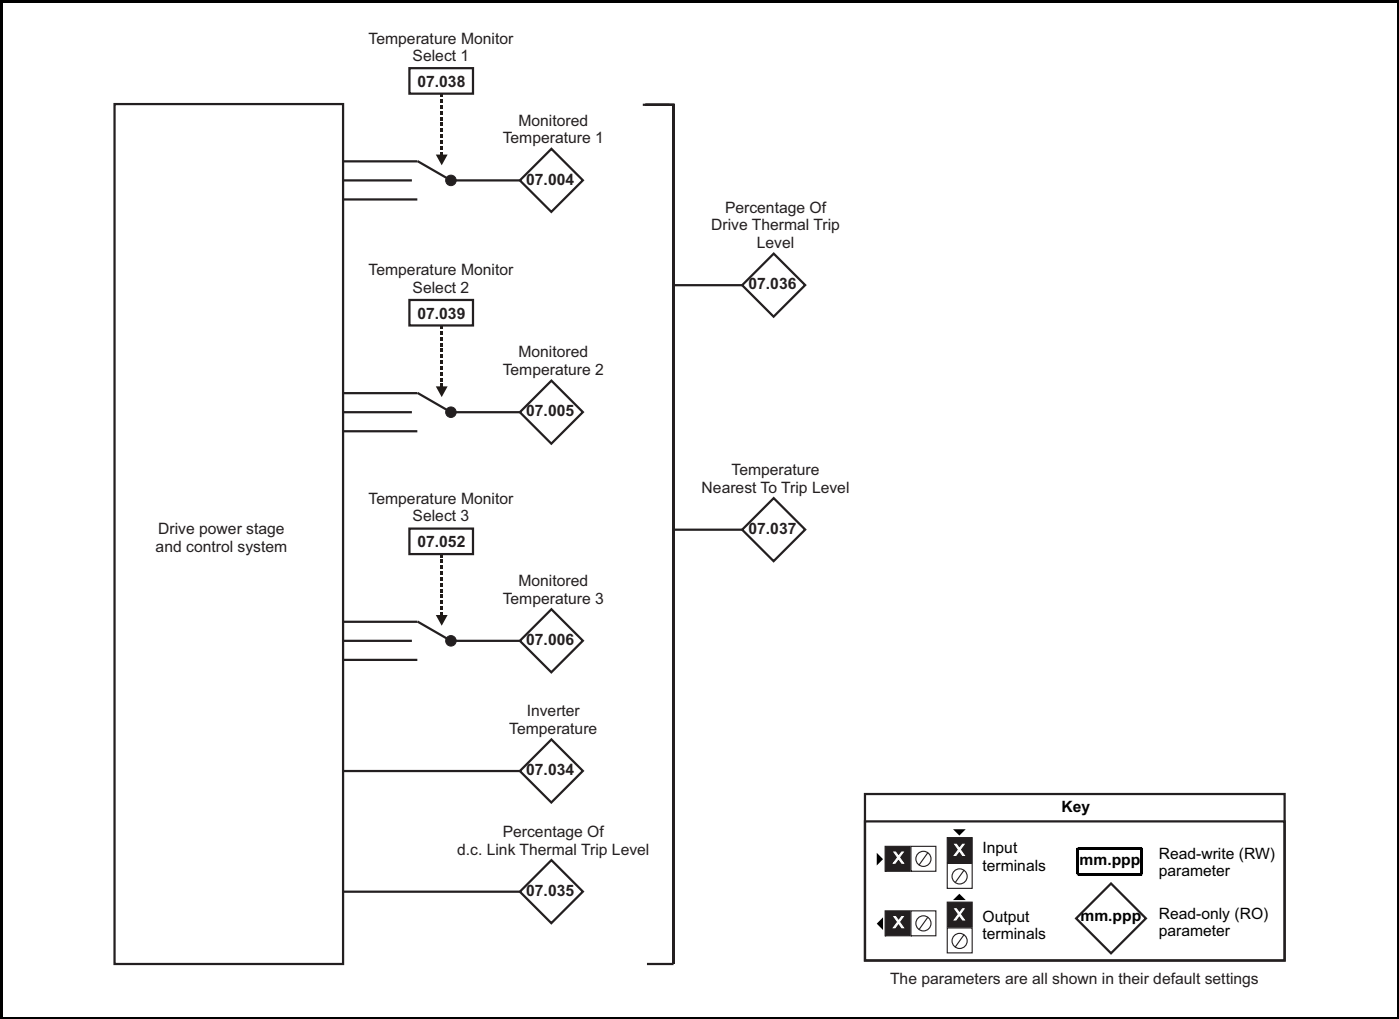 Temperature Monitor
Select 1
07.038
Monitored
Temperature 1
07.004
Percentage Of
Drive Thermal Trip
Level
07.036
Temperature Monitor
Select 2
07.039
Monitored
Temperature 2
07.005
Temperature
Nearest To Trip Level
07.037
Temperature Monitor
Select 3
07.052
Drive power stage
and control system
Monitored
Temperature 3
07.006
Inverter
Temperature
07.034
Percentage Of
d.c. Link Thermal Trip Level
07.035
Key
X
X
Input
terminals
mm.ppp
Read-write (RW)
parameter
X
X
Output
terminals
mm.ppp
Read-only (RO)
parameter
The parameters are all shown in their default settings